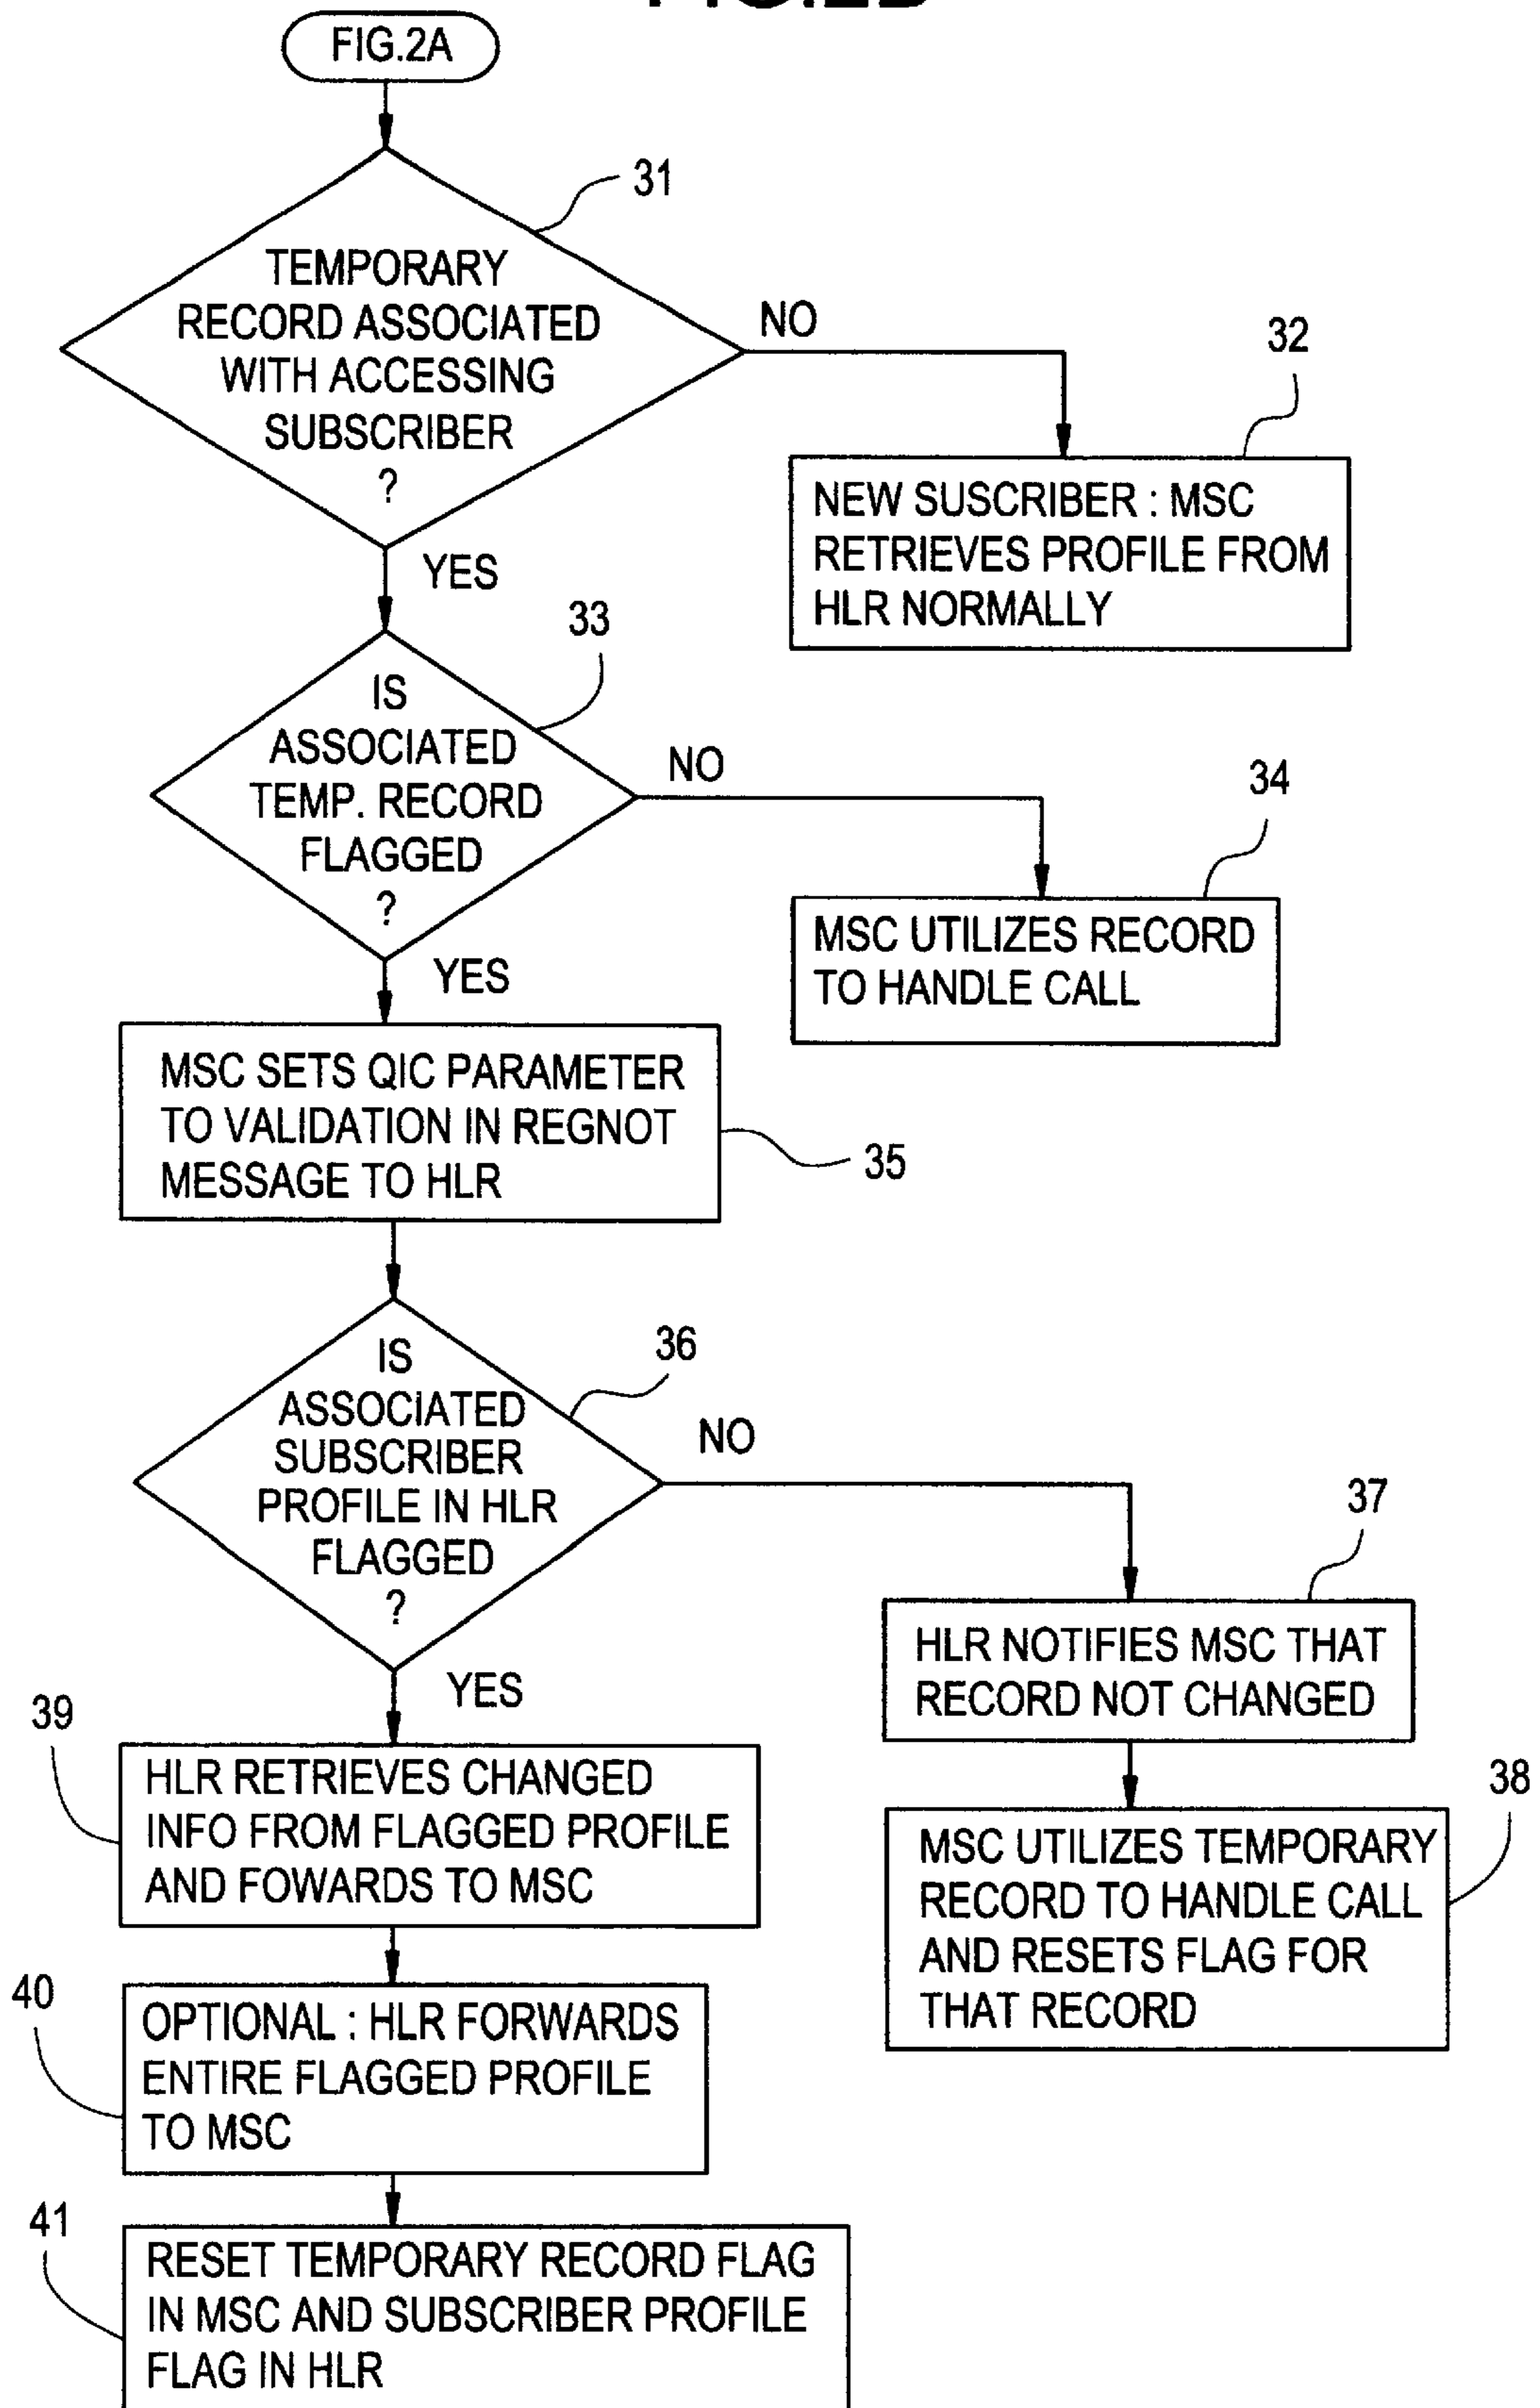 FIG.2A
31
TEMPORARY
RECORD ASSOCIATED
WITH ACCESSING
SUBSCRIBER
?
NO
32
NEW SUSCRIBER : MSC
RETRIEVES PROFILE FROM
HLR NORMALLY
YES
33
IS
ASSOCIATED
TEMP. RECORD
FLAGGED
?
NO
34
MSC UTILIZES RECORD
TO HANDLE CALL
YES
MSC SETS QIC PARAMETER
TO VALIDATION IN REGNOT
MESSAGE TO HLR
35
IS
ASSOCIATED
SUBSCRIBER
PROFILE IN HLR
FLAGGED
?
36
NO
37
HLR NOTIFIES MSC THAT
RECORD NOT CHANGED
38
MSC UTILIZES TEMPORARY
RECORD TO HANDLE CALL
AND RESETS FLAG FOR
THAT RECORD
YES
39
HLR RETRIEVES CHANGED
INFO FROM FLAGGED PROFILE
AND FOWARDS TO MSC
40
OPTIONAL : HLR FORWARDS
ENTIRE FLAGGED PROFILE
TO MSC
41
RESET TEMPORARY RECORD FLAG
IN MSC AND SUBSCRIBER PROFILE
FLAG IN HLR